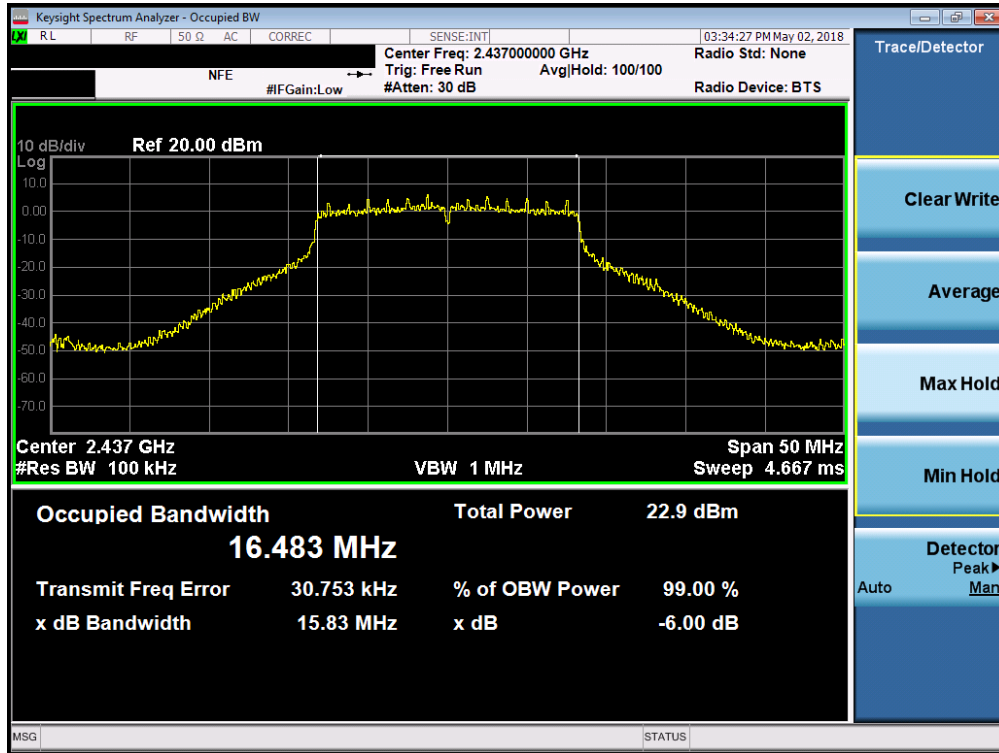 Keysight Spectrum Analyzer - Occupied BW
LXI RL RF 50 Ω AC CORREC SENSE:INT 03:34:27 PM May 02, 2018
Center Freq: 2.437000000 GHz Radio Std: None
NFE Trig: Free Run Avg|Hold: 100/100
#IFGain:Low #Atten: 30 dB Radio Device: BTS
Trace/Detector
10 dB/div Ref 20.00 dBm
Log
10.0
0.00
-10.0
-20.0
-30.0
-40.0
-50.0
-60.0
-70.0
Center 2.437 GHz Span 50 MHz
#Res BW 100 kHz VBW 1 MHz Sweep 4.667 ms
Occupied Bandwidth Total Power 22.9 dBm
16.483 MHz
Transmit Freq Error 30.753 kHz % of OBW Power 99.00 %
x dB Bandwidth 15.83 MHz x dB -6.00 dB
Clear Write
Average
Max Hold
Min Hold
Detector
Peak▶
Auto Man
MSG STATUS